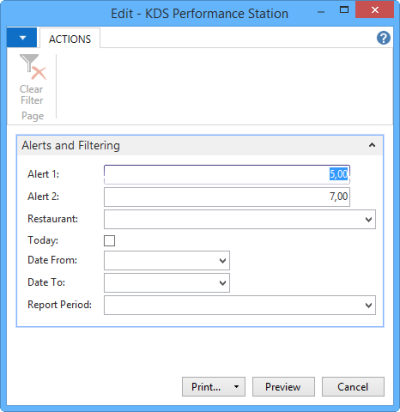 Edit - KDS Performance Station
ACTIONS
Clear
Filter
Page
Alerts and Filtering
Alert 1: 5,00
Alert 2: 7,00
Restaurant:
Today:
Date From:
Date To:
Report Period:
Print... Preview Cancel